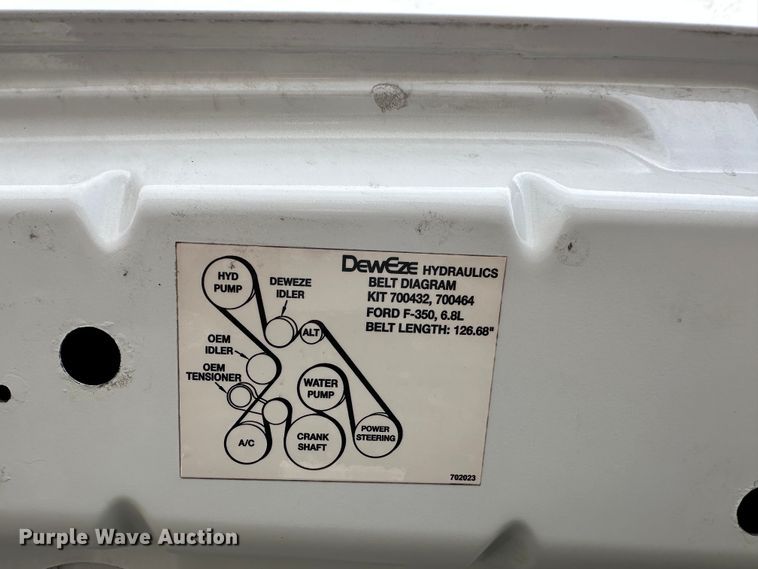 DEWEZE HYDRAULICS
BELT DIAGRAM
KIT 700432, 700464
FORD F-350, 6.8L
BELT LENGTH: 126.68"
HYD
PUMP
DEWEZE
IDLER
ALT
OEM
IDLER
OEM
TENSIONER
WATER
PUMP
A/C
CRANK
SHAFT
POWER
STEERING
702023
Purple Wave Auction